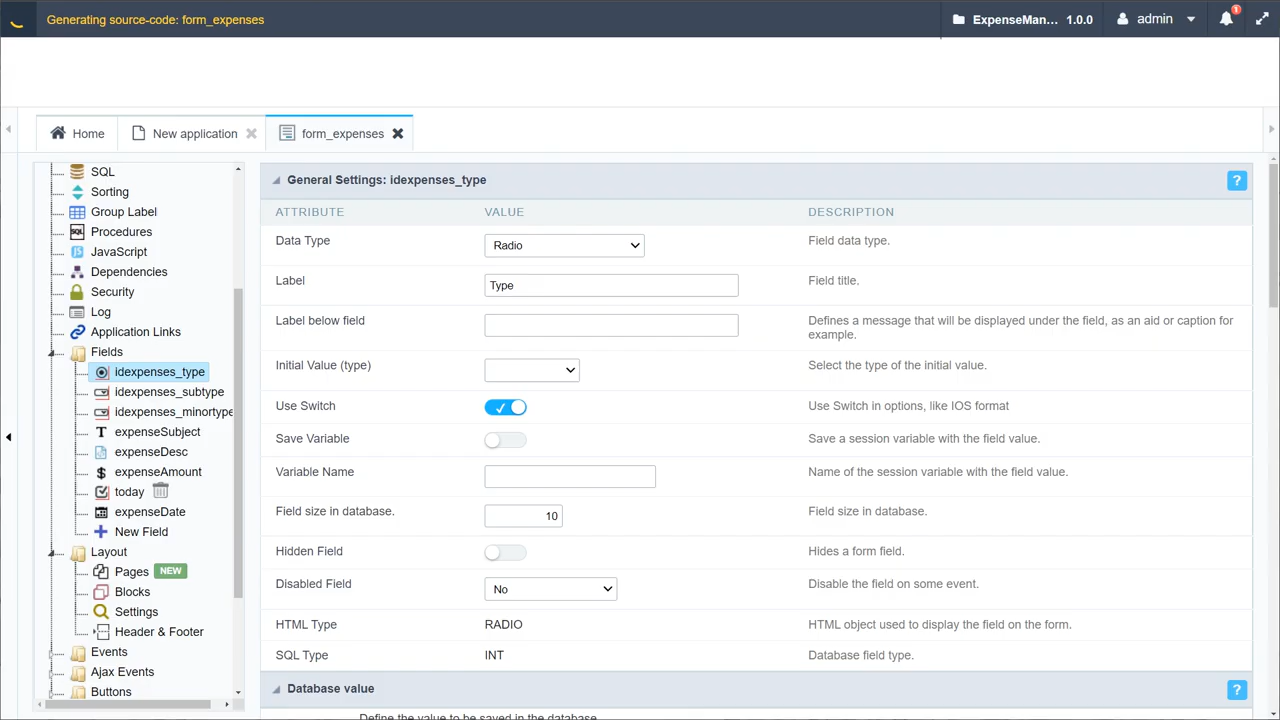 Generating source-code: form_expenses
ExpenseMan... 1.0.0
admin
1
Home
New application
form_expenses
SQL
Sorting
Group Label
Procedures
JavaScript
Dependencies
Security
Log
Application Links
Fields
idexpenses_type
idexpenses_subtype
idexpenses_minortype
expenseSubject
expenseDesc
expenseAmount
today
expenseDate
New Field
Layout
Pages NEW
Blocks
Settings
Header & Footer
Events
Ajax Events
Buttons
General Settings: idexpenses_type
?
ATTRIBUTE VALUE DESCRIPTION
Data Type Radio Field data type.
Label Type Field title.
Label below field Defines a message that will be displayed under the field, as an aid or caption for
example.
Initial Value (type) Select the type of the initial value.
Use Switch Use Switch in options, like IOS format
Save Variable Save a session variable with the field value.
Variable Name Name of the session variable with the field value.
Field size in database. 10 Field size in database.
Hidden Field Hides a form field.
Disabled Field No Disable the field on some event.
HTML Type RADIO HTML object used to display the field on the form.
SQL Type INT Database field type.
Database value
?
Define the value to be saved in the database